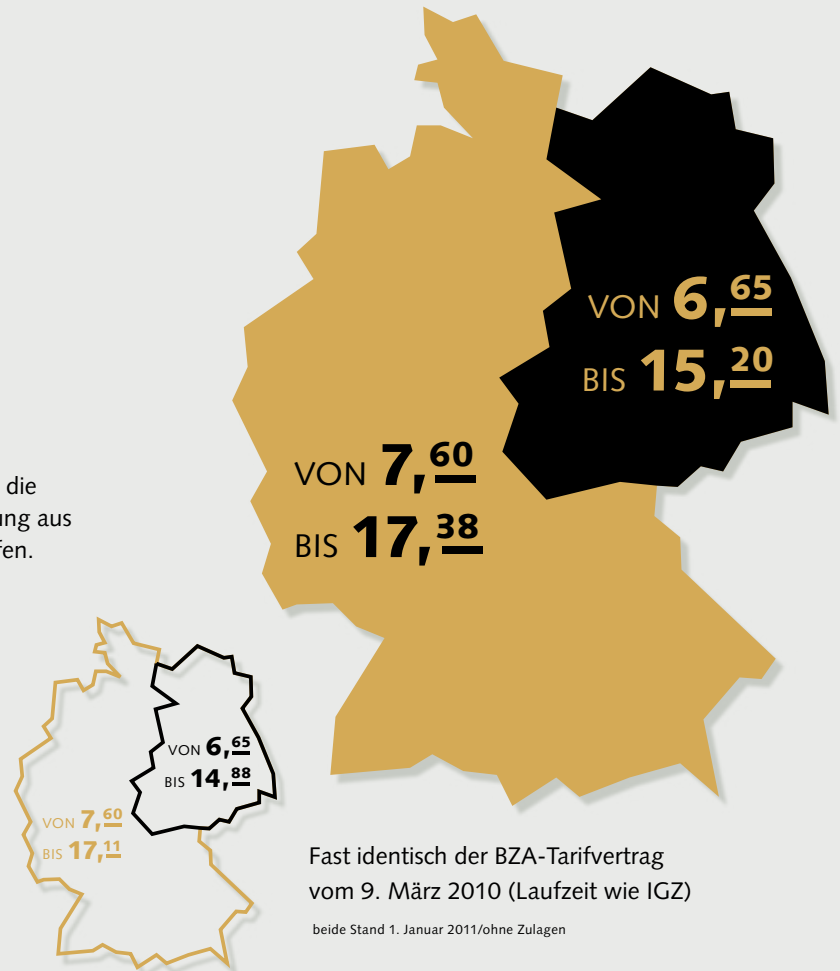 VON 6,65
BIS 15,20
VON 7,60
BIS 17,38
die
ung aus
fen.
VON 6,65
BIS 14,88
VON 7,60
BIS 17,11
Fast identisch der BZA-Tarifvertrag
vom 9. März 2010 (Laufzeit wie IGZ)
beide Stand 1. Januar 2011/ohne Zulagen